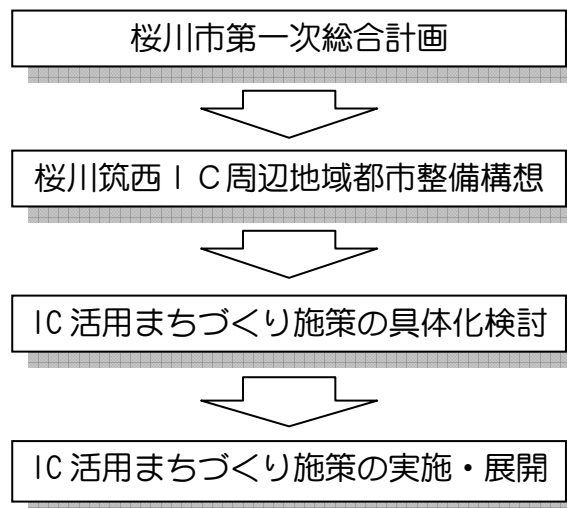 桜川市第一次総合計画
桜川筑西ＩＣ周辺地域都市整備構想
IC活用まちづくり施策の具体化検討
IC活用まちづくり施策の実施・展開